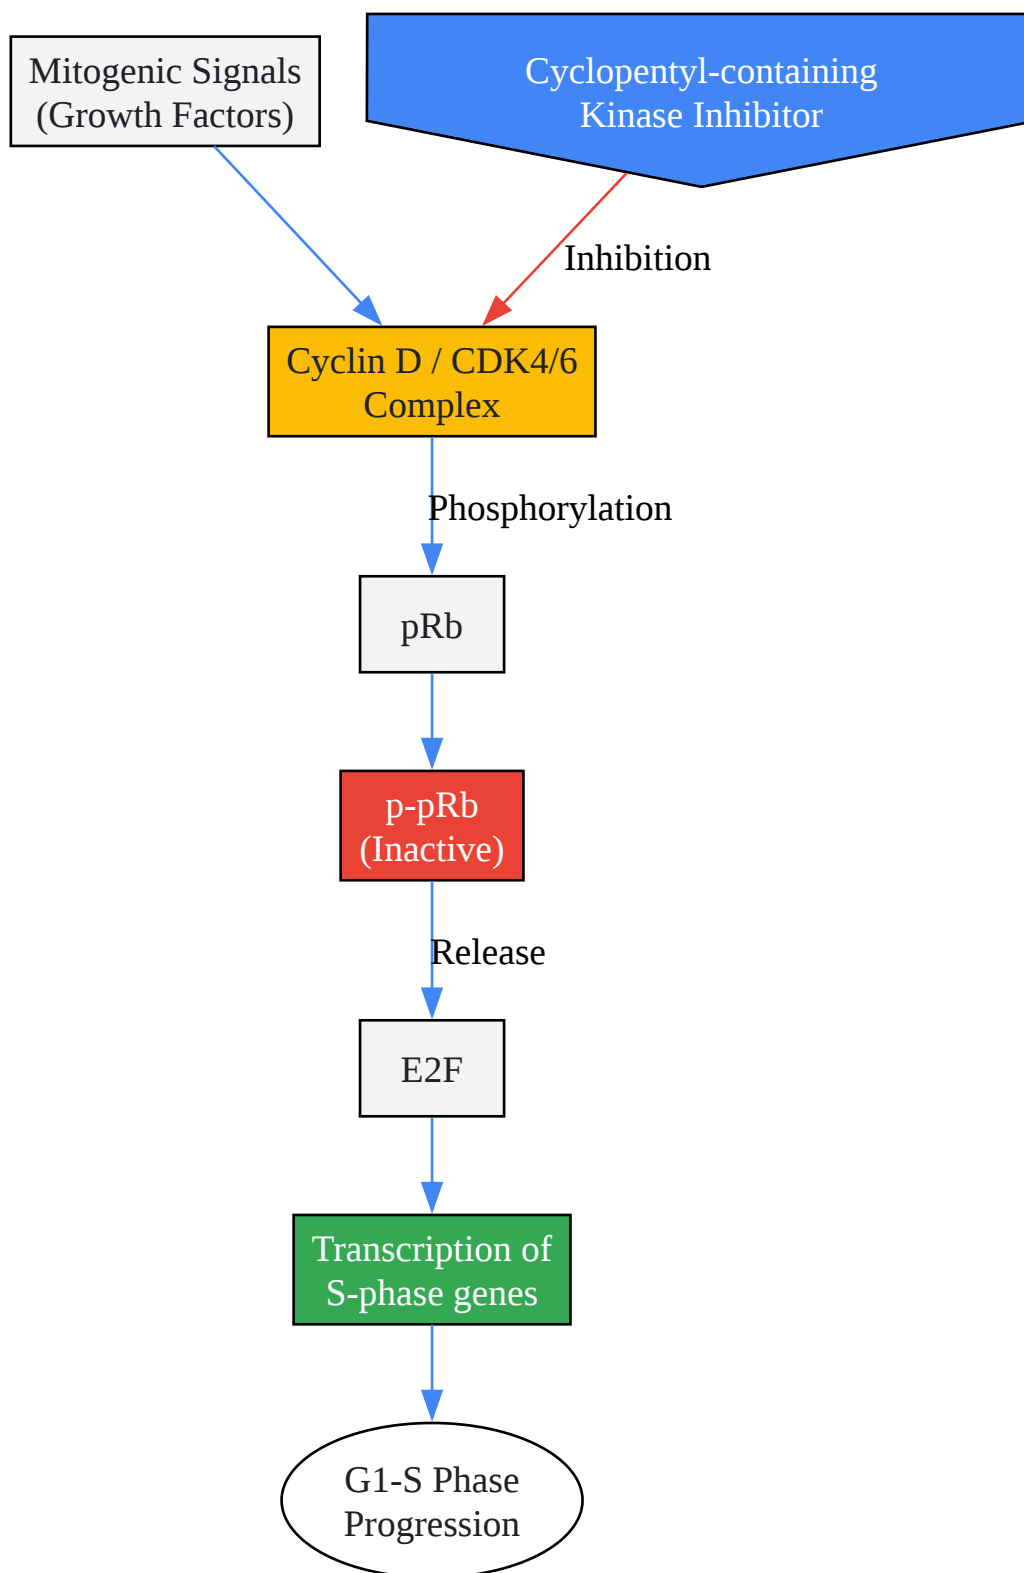 Mitogenic Signals
(Growth Factors)
Cyclopentyl-containing
Kinase Inhibitor
Inhibition
Cyclin D / CDK4/6
Complex
Phosphorylation
pRb
p-pRb
(Inactive)
Release
E2F
Transcription of
S-phase genes
G1-S Phase
Progression